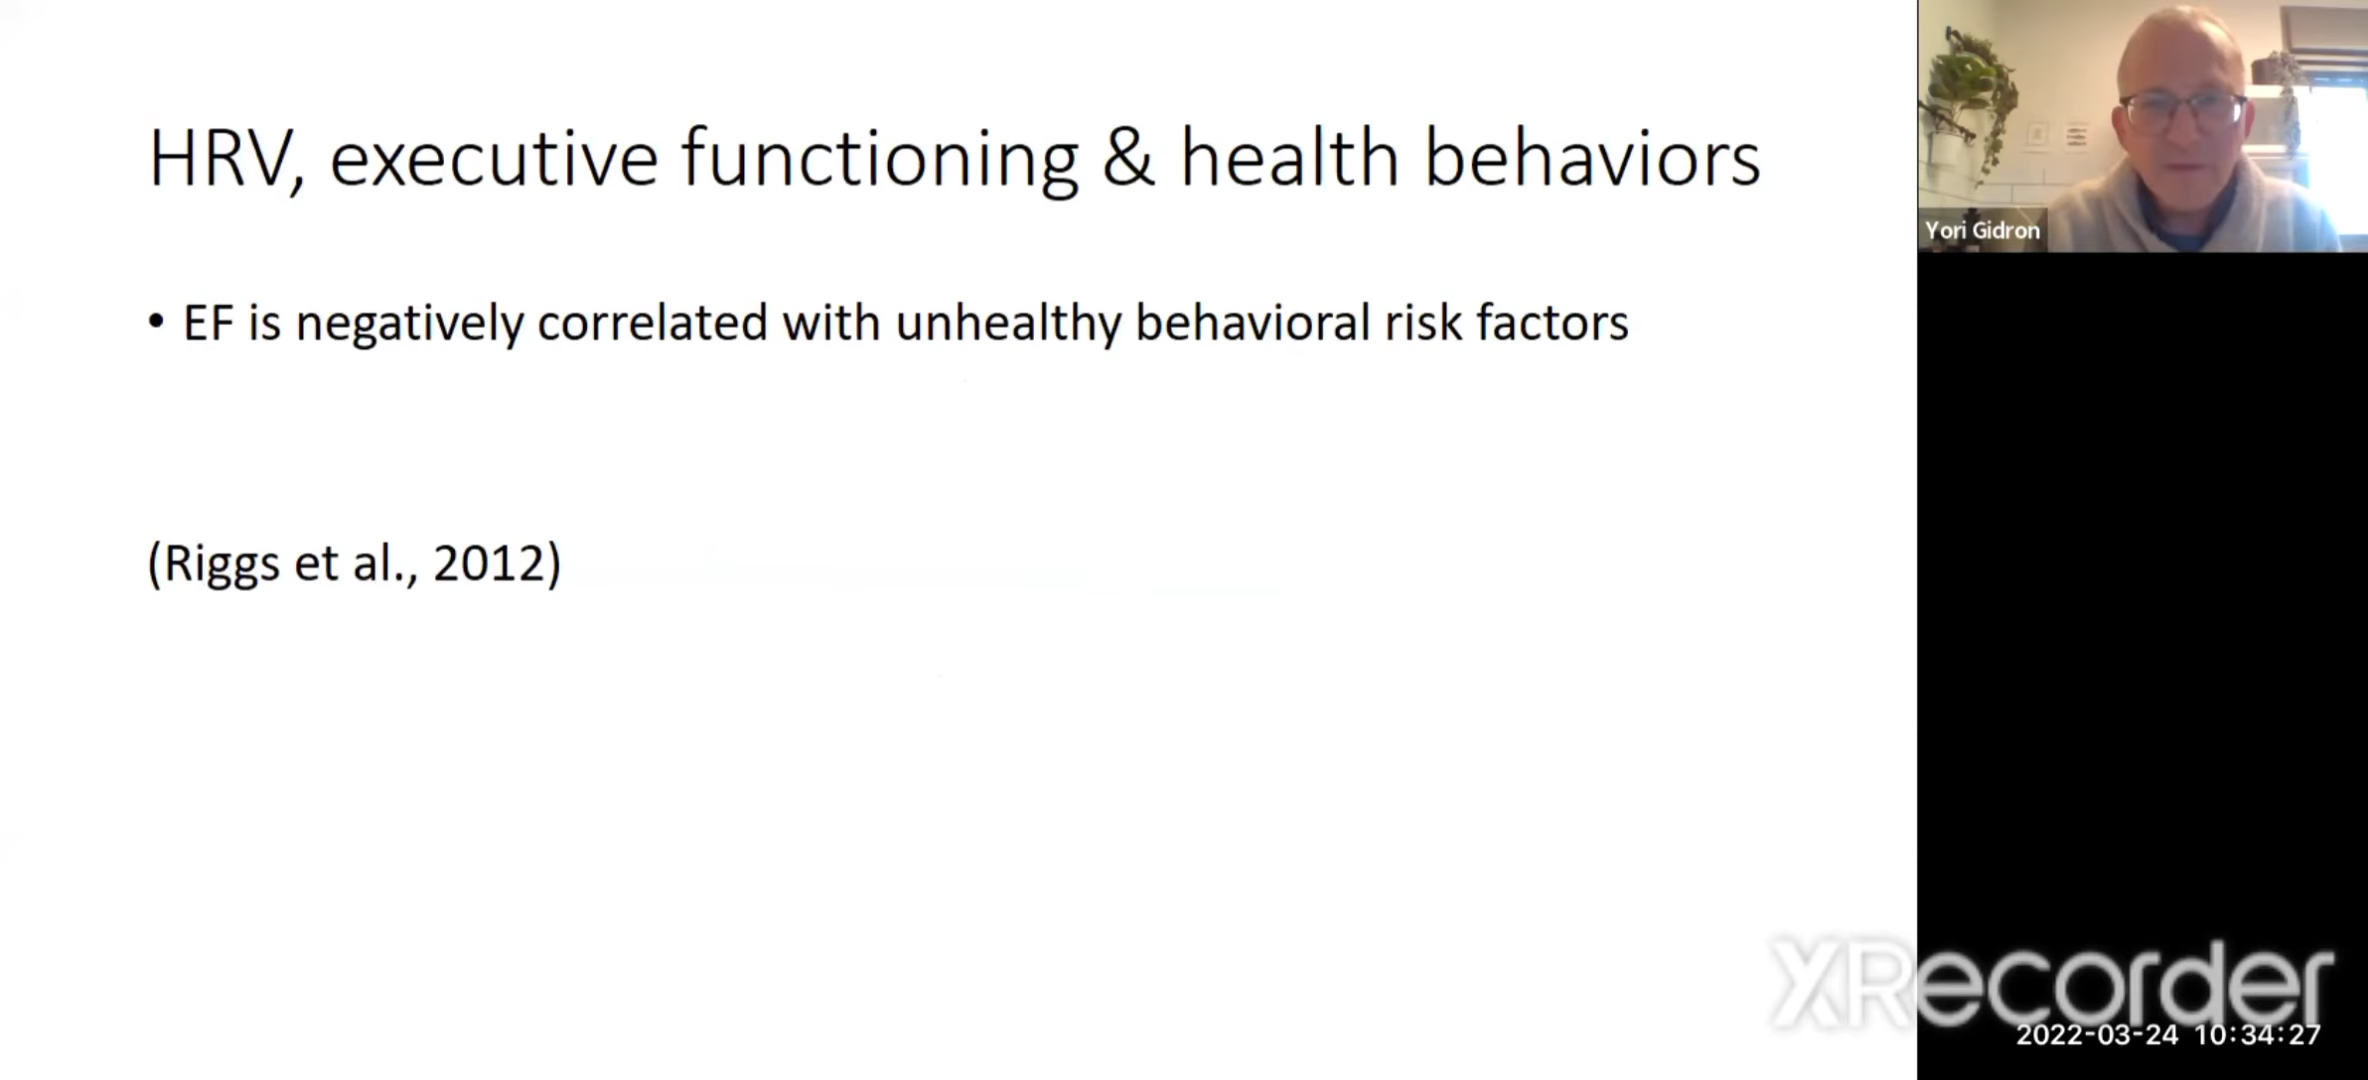 HRV, executive functioning & health behaviors
• EF is negatively correlated with unhealthy behavioral risk factors
(Riggs et al., 2012)
Yori Gidron
XRecorder
2022-03-24 10:34:27